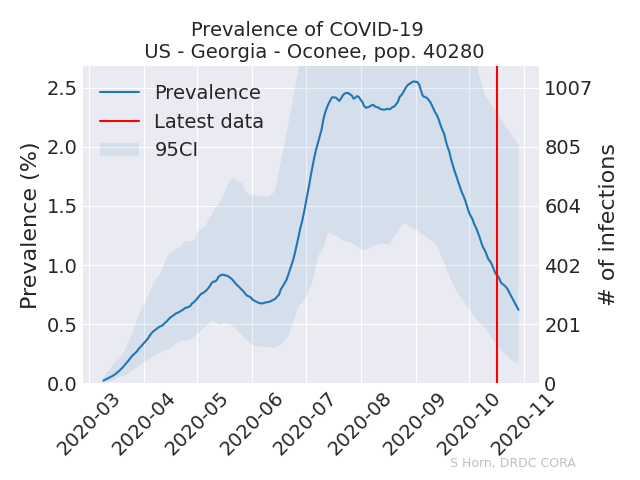 Prevalence of COVID-19
US - Georgia - Oconee, pop. 40280
Prevalence
Latest data
95CI
Prevalence (%)
2.5
2.0
1.5
1.0
0.5
0.0
1007
805
604
402
201
0
# of infections
2020-03
2020-04
2020-05
2020-06
2020-07
2020-08
2020-09
2020-10
2020-11
S Horn, DRDC CORA